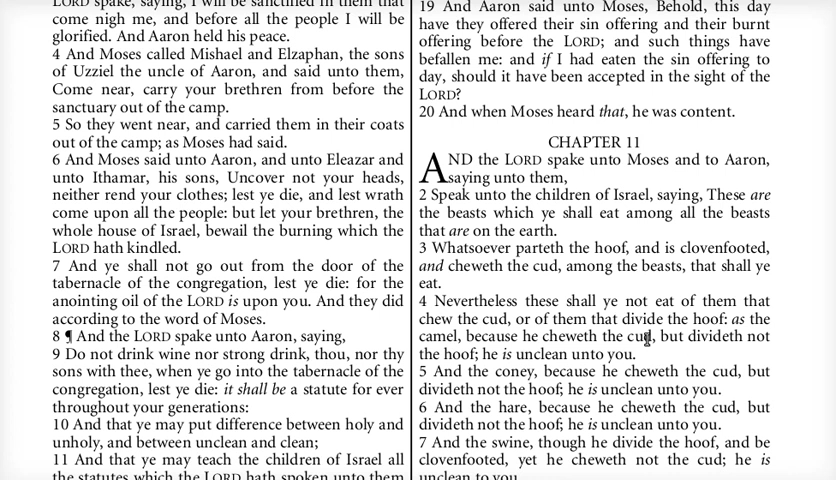 LORD spake, saying, I will be sanctified in them that
come nigh me, and before all the people I will be
glorified. And Aaron held his peace.
4 And Moses called Mishael and Elzaphan, the sons
of Uzziel the uncle of Aaron, and said unto them,
Come near, carry your brethren from before the
sanctuary out of the camp.
5 So they went near, and carried them in their coats
out of the camp; as Moses had said.
6 And Moses said unto Aaron, and unto Eleazar and
unto Ithamar, his sons, Uncover not your heads,
neither rend your clothes; lest ye die, and lest wrath
come upon all the people: but let your brethren, the
whole house of Israel, bewail the burning which the
LORD hath kindled.
7 And ye shall not go out from the door of the
tabernacle of the congregation, lest ye die: for the
anointing oil of the LORD is upon you. And they did
according to the word of Moses.
8 ¶ And the LORD spake unto Aaron, saying,
9 Do not drink wine nor strong drink, thou, nor thy
sons with thee, when ye go into the tabernacle of the
congregation, lest ye die: it shall be a statute for ever
throughout your generations:
10 And that ye may put difference between holy and
unholy, and between unclean and clean;
11 And that ye may teach the children of Israel all
the statutes which the LORD hath spoken unto them
19 And Aaron said unto Moses, Behold, this day
have they offered their sin offering and their burnt
offering before the LORD; and such things have
befallen me: and if I had eaten the sin offering to
day, should it have been accepted in the sight of the
LORD?
20 And when Moses heard that, he was content.
CHAPTER 11
AND the LORD spake unto Moses and to Aaron,
saying unto them,
2 Speak unto the children of Israel, saying, These are
the beasts which ye shall eat among all the beasts
that are on the earth.
3 Whatsoever parteth the hoof, and is clovenfooted,
and cheweth the cud, among the beasts, that shall ye
eat.
4 Nevertheless these shall ye not eat of them that
chew the cud, or of them that divide the hoof: as the
camel, because he cheweth the cud, but divideth not
the hoof; he is unclean unto you.
5 And the coney, because he cheweth the cud, but
divideth not the hoof; he is unclean unto you.
6 And the hare, because he cheweth the cud, but
divideth not the hoof; he is unclean unto you.
7 And the swine, though he divide the hoof, and be
clovenfooted, yet he cheweth not the cud; he is
unclean to you.